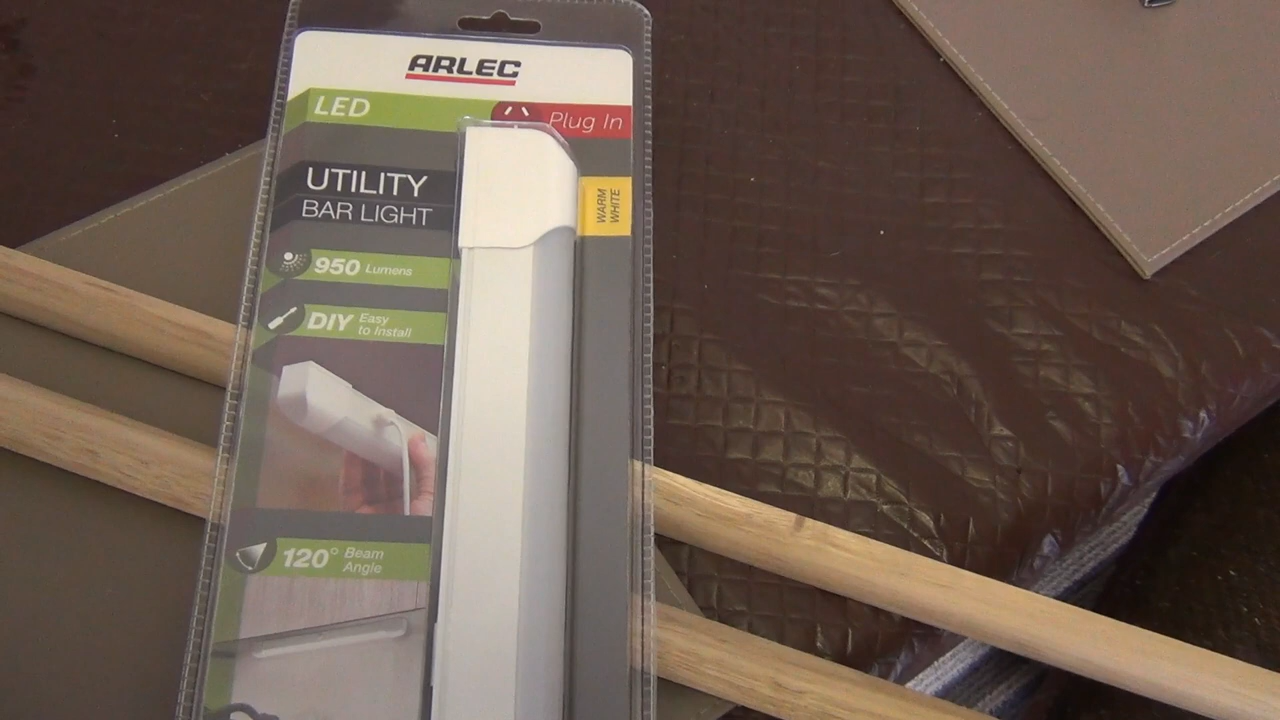 ARLEC
LED
Plug In
UTILITY
BAR LIGHT
WARM
WHITE
950 Lumens
DIY Easy
to Install
120° Beam
Angle